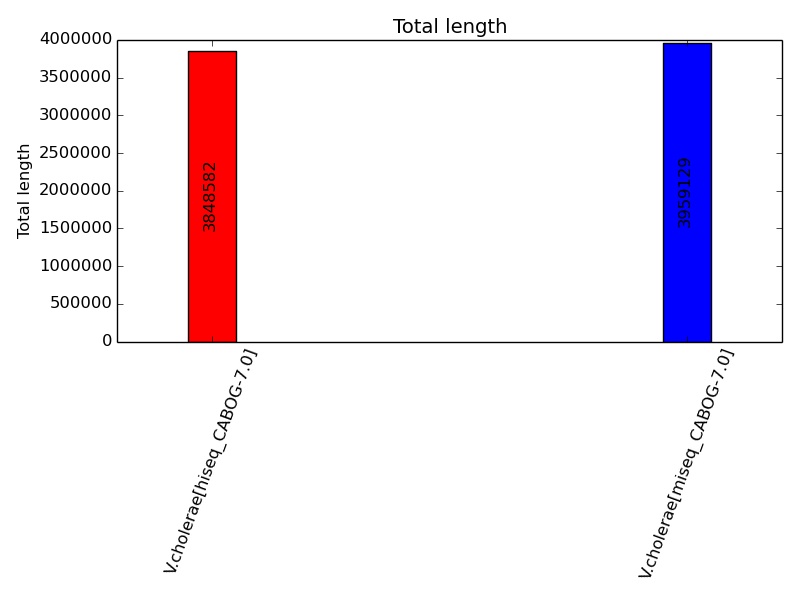 Total length
Total length
4000000
3500000
3000000
2500000
2000000
1500000
1000000
500000
0
3848582
3959129
V.cholerae[hiseq_CABOG-7.0]
V.cholerae[miseq_CABOG-7.0]